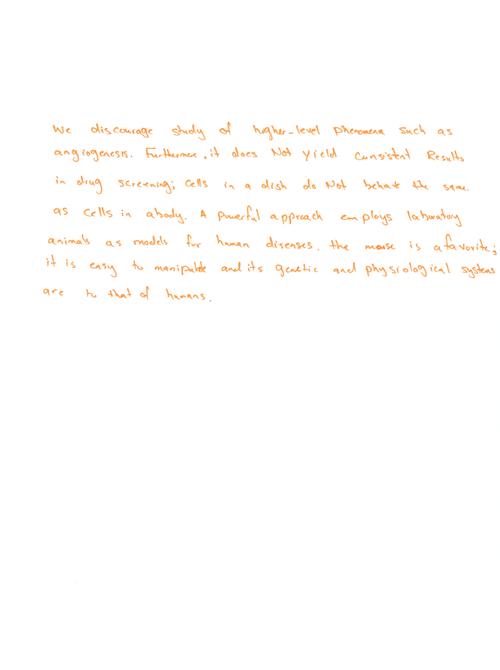 We discourage study of higher-level phenomena such as
angiogenesis. Furthermore, it does Not yield Consistent Results
in drug screening; cells in a dish do Not behave the same
as cells in a body. A powerful approach employs laboratory
animals as models for human diseases. the mouse is a favorite;
it is easy to manipulate and its genetic and physiological systems
are to that of humans.